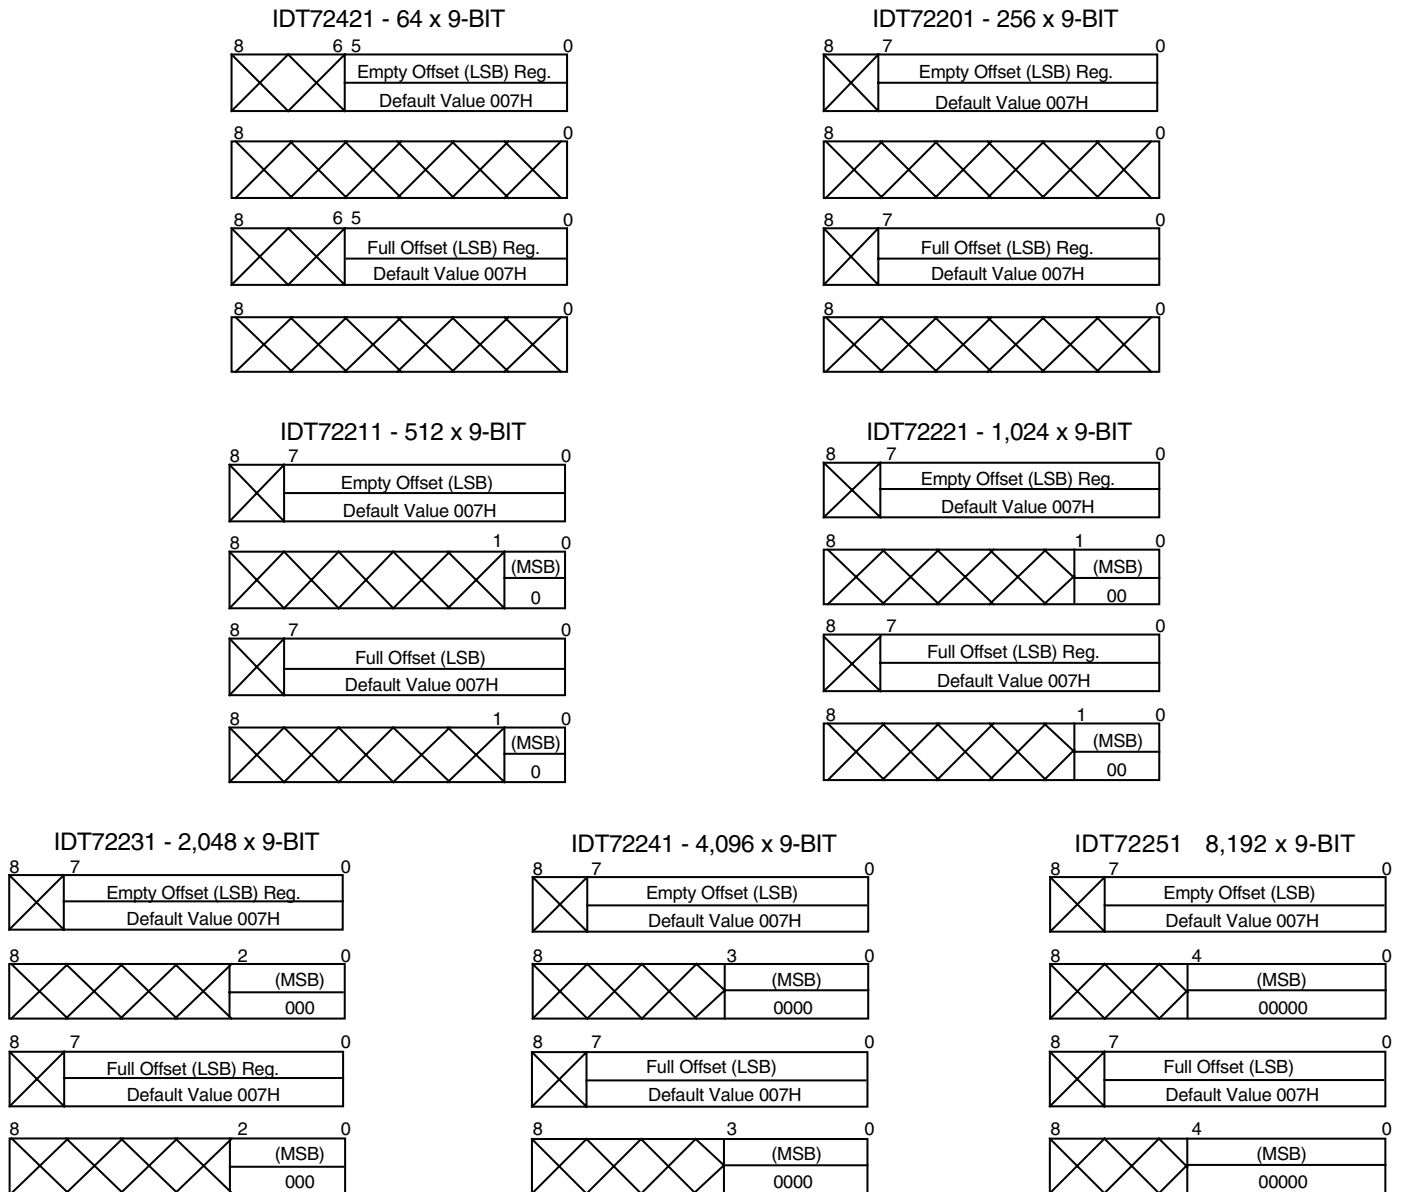 IDT72421 - 64 x 9-BIT
8 6 5 0
Empty Offset (LSB) Reg.
Default Value 007H
8 0
8 6 5 0
Full Offset (LSB) Reg.
Default Value 007H
8 0
IDT72201 - 256 x 9-BIT
8 7 0
Empty Offset (LSB) Reg.
Default Value 007H
8 0
8 7 0
Full Offset (LSB) Reg.
Default Value 007H
8 0
IDT72211 - 512 x 9-BIT
8 7 0
Empty Offset (LSB)
Default Value 007H
8 1 0
(MSB)
0
8 7 0
Full Offset (LSB)
Default Value 007H
8 1 0
(MSB)
0
IDT72221 - 1,024 x 9-BIT
8 7 0
Empty Offset (LSB) Reg.
Default Value 007H
8 1 0
(MSB)
00
8 7 0
Full Offset (LSB) Reg.
Default Value 007H
8 1 0
(MSB)
00
IDT72231 - 2,048 x 9-BIT
8 7 0
Empty Offset (LSB) Reg.
Default Value 007H
8 2 0
(MSB)
000
8 7 0
Full Offset (LSB) Reg.
Default Value 007H
8 2 0
(MSB)
000
IDT72241 - 4,096 x 9-BIT
8 7 0
Empty Offset (LSB)
Default Value 007H
8 3 0
(MSB)
0000
8 7 0
Full Offset (LSB)
Default Value 007H
8 3 0
(MSB)
0000
IDT72251 8,192 x 9-BIT
8 7 0
Empty Offset (LSB)
Default Value 007H
8 4 0
(MSB)
00000
8 7 0
Full Offset (LSB)
Default Value 007H
8 4 0
(MSB)
00000